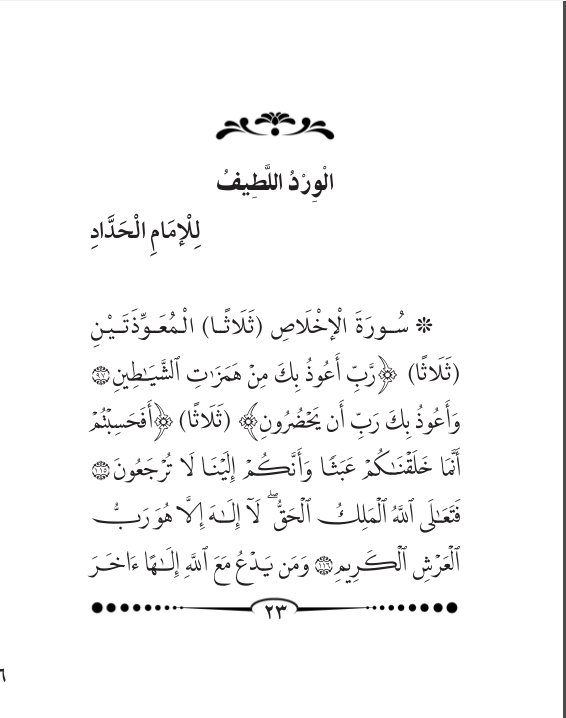 الْوِرْدُ اللَّطِيفُ
لِلْإِمَامِ الْحَدَّادِ
❊ سُورَةَ الْإِخْلَاصِ (ثَلَاثًا) الْمُعَوِّذَتَيْنِ
(ثَلَاثًا) ﴿رَّبِّ أَعُوذُ بِكَ مِنْ هَمَزَٰتِ ٱلشَّيَٰطِينِ ٩٧
وَأَعُوذُ بِكَ رَبِّ أَن يَحْضُرُونِ﴾ (ثَلَاثًا) ﴿أَفَحَسِبْتُمْ
أَنَّمَا خَلَقْنَٰكُمْ عَبَثًا وَأَنَّكُمْ إِلَيْنَا لَا تُرْجَعُونَ ١١٥
فَتَعَٰلَى ٱللَّهُ ٱلْمَلِكُ ٱلْحَقُّ ۖ لَآ إِلَٰهَ إِلَّا هُوَ رَبُّ
ٱلْعَرْشِ ٱلْكَرِيمِ ١١٦ وَمَن يَدْعُ مَعَ ٱللَّهِ إِلَٰهًا ءَاخَرَ
٢٣